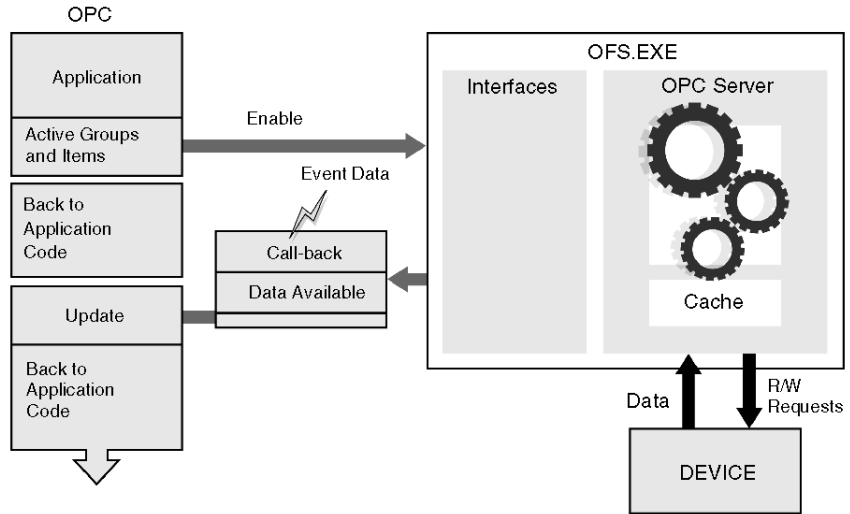 OPC
Application
Active Groups
and Items
Back to
Application
Code
Update
Back to
Application
Code
Enable
Event Data
Call-back
Data Available
OFS.EXE
Interfaces
OPC Server
Cache
Data
R/W
Requests
DEVICE